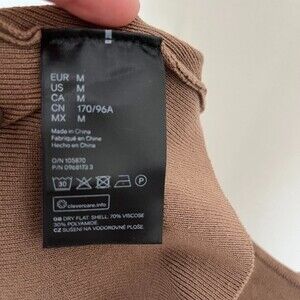 EUR M
US M
CA M
CN 170/96A
MX M
Made in China
Fabriqué en Chine
Hecho en China
O/N 105870
P/N 0968173 3
30
P
clevercare.info
GB DRY FLAT. SHELL: 70% VISCOSE
30% POLYAMIDE.
CZ SUŠENÍ NA VODOROVNÉ PLOŠE.